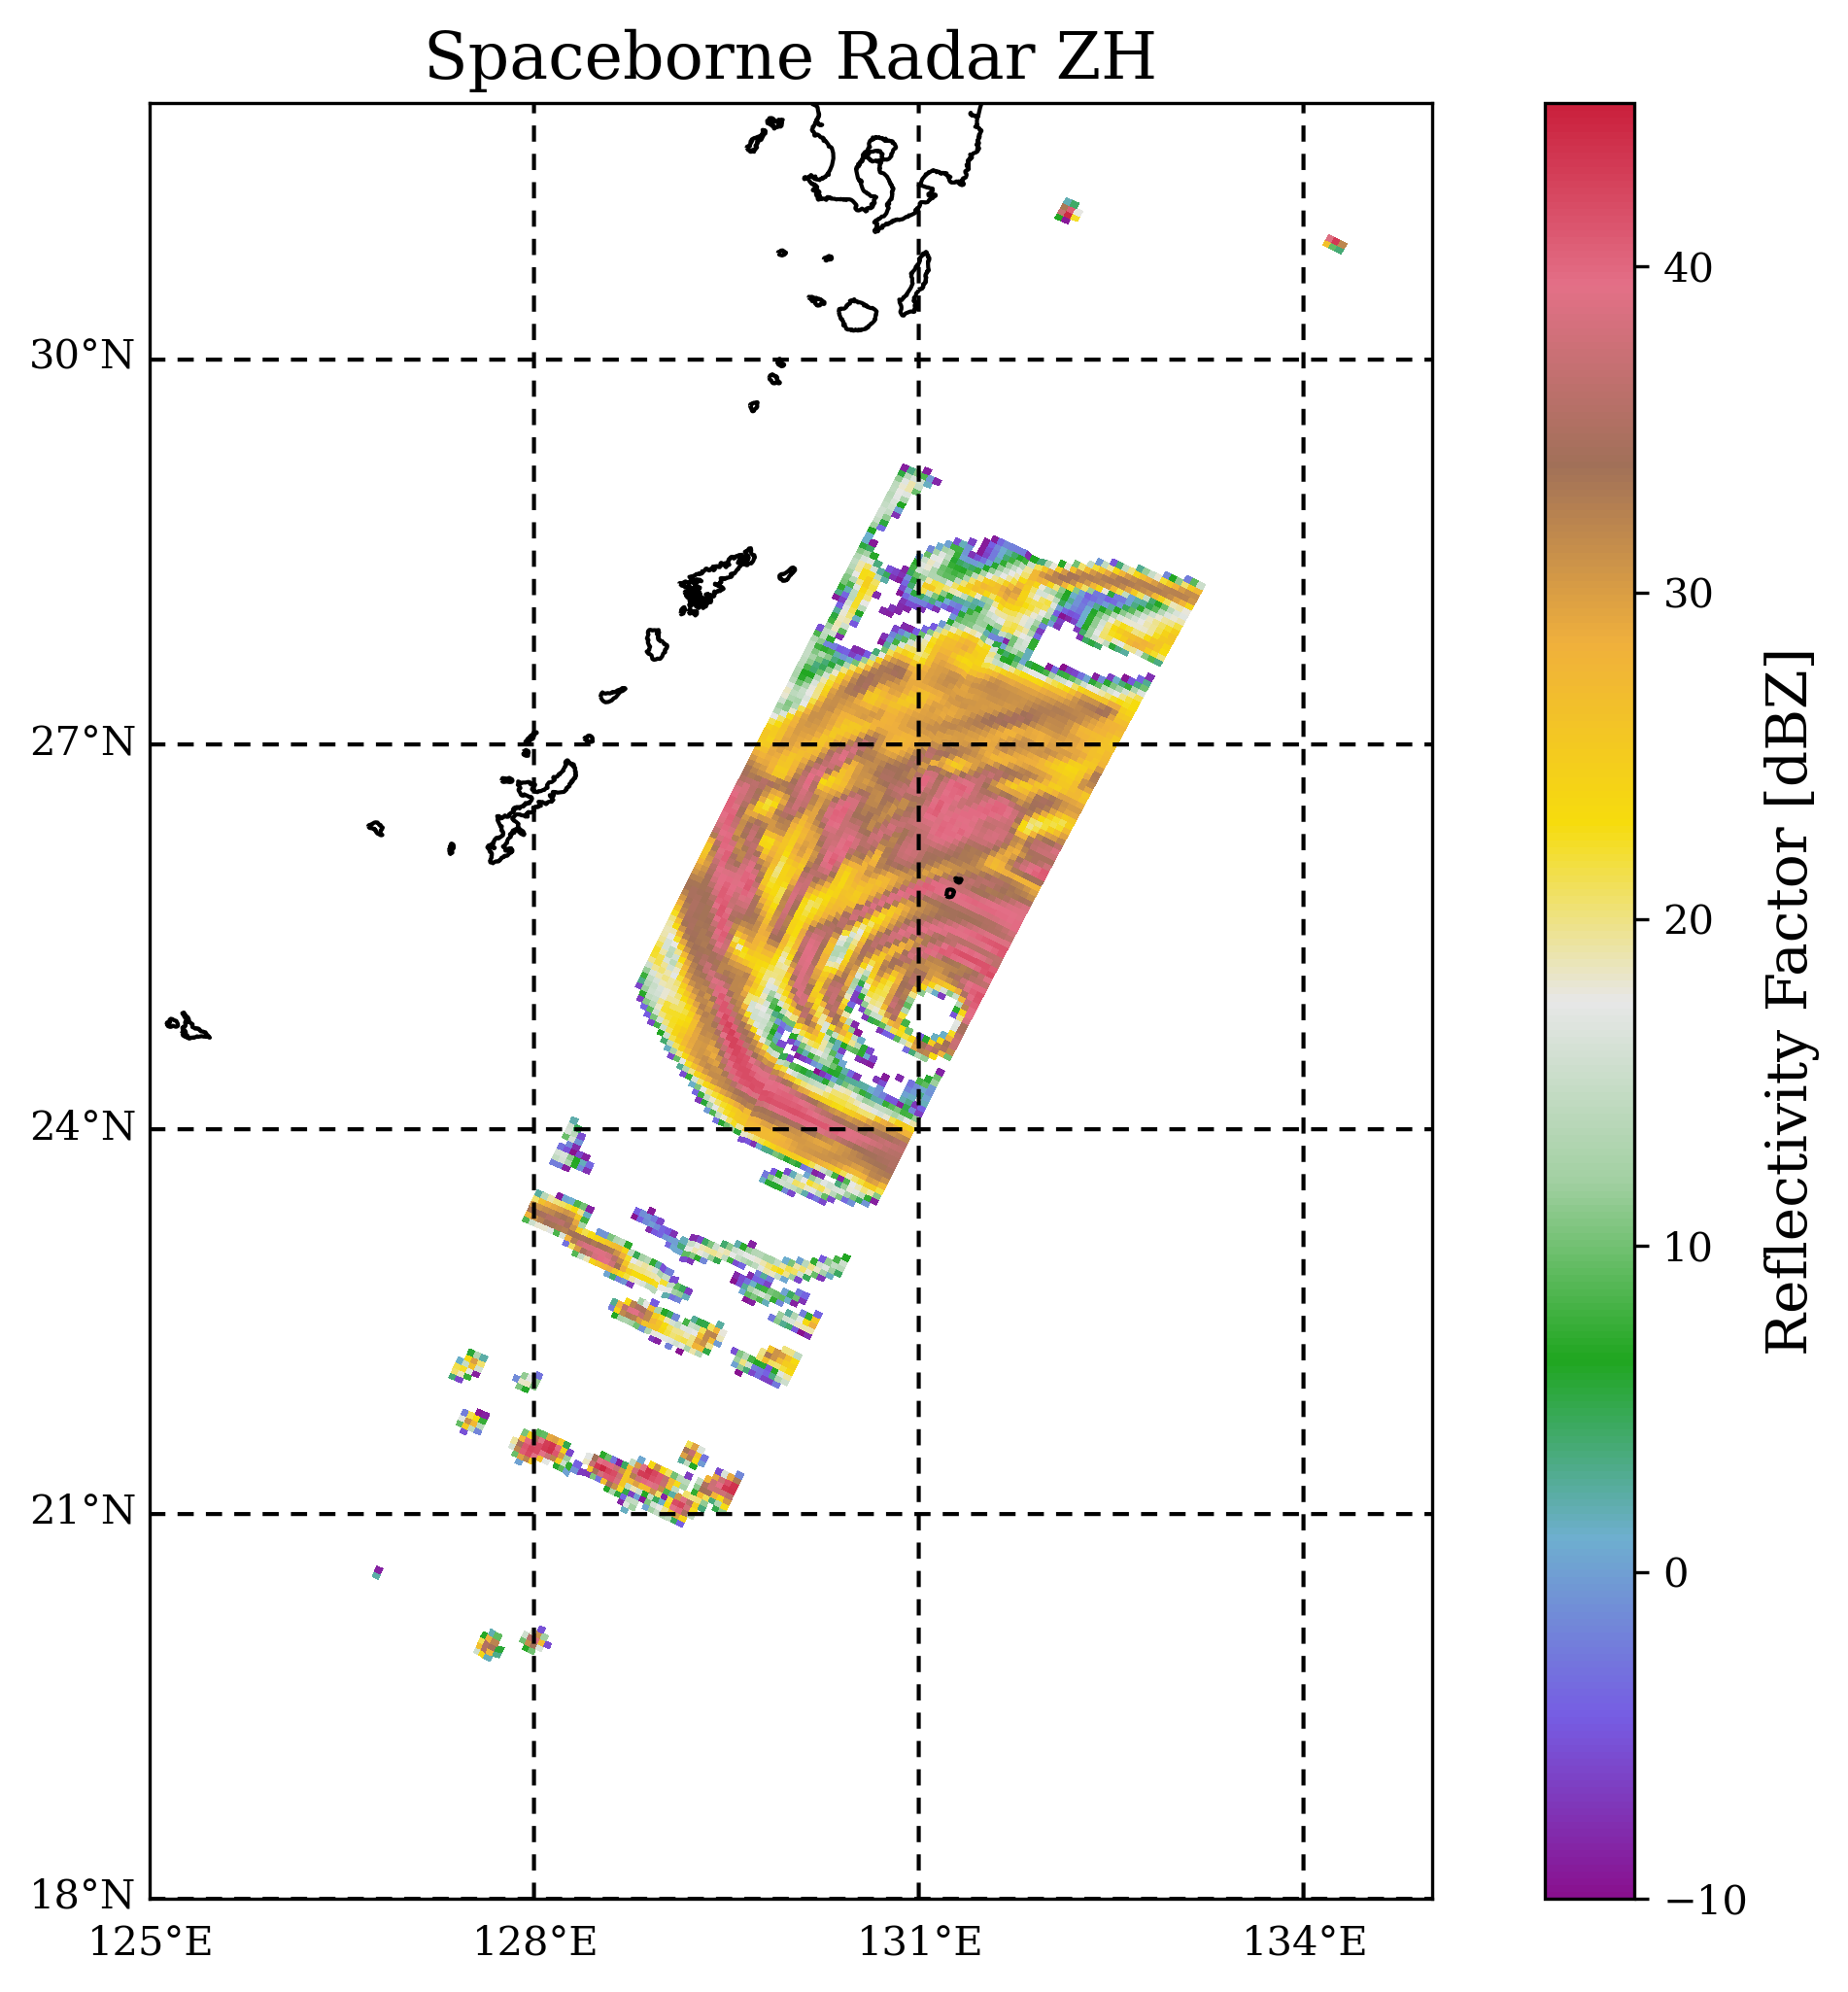 Spaceborne Radar ZH
30°N
27°N
24°N
21°N
18°N
125°E
128°E
131°E
134°E
40
30
20
10
0
−10
Reflectivity Factor [dBZ]